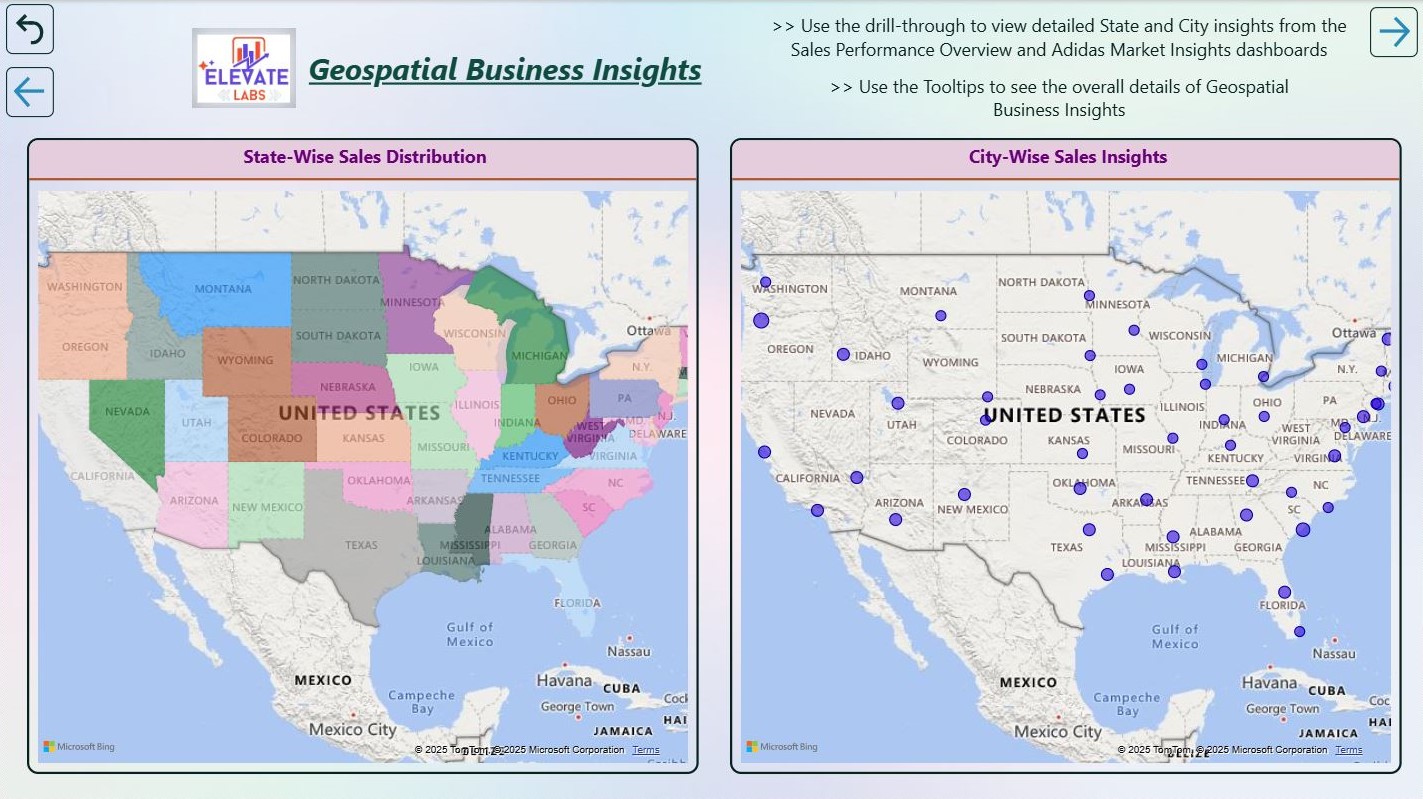 ELEVATE
LABS
Geospatial Business Insights
>> Use the drill-through to view detailed State and City insights from the
Sales Performance Overview and Adidas Market Insights dashboards
>> Use the Tooltips to see the overall details of Geospatial
Business Insights
State-Wise Sales Distribution
WASHINGTON
MONTANA
NORTH DAKOTA
MINNESOTA
Ottawa
OREGON
IDAHO
SOUTH DAKOTA
WISCONSIN
MICHIGAN
WYOMING
IOWA
N.Y.
NEBRASKA
NEVADA
UTAH
UNITED STATES
ILLINOIS
INDIANA
OHIO
PA
MD.
N.J.
DELAWARE
COLORADO
KANSAS
MISSOURI
WEST
VIRGINIA
KENTUCKY
VIRGINIA
CALIFORNIA
ARIZONA
NEW MEXICO
OKLAHOMA
ARKANSAS
TENNESSEE
NC
SC
ALABAMA
TEXAS
MISSISSIPPI
GEORGIA
LOUISIANA
FLORIDA
Gulf of
Mexico
Nassau
MEXICO
Havana
CUBA
Campeche
Bay
George Town
Cock
HAI
Mexico City
JAMAICA
Microsoft Bing
© 2025 TomTom, © 2025 Microsoft Corporation
Terms
City-Wise Sales Insights
WASHINGTON
MONTANA
NORTH DAKOTA
MINNESOTA
Ottawa
OREGON
IDAHO
SOUTH DAKOTA
WISCONSIN
MICHIGAN
WYOMING
IOWA
N.Y.
NEBRASKA
NEVADA
UTAH
UNITED STATES
ILLINOIS
INDIANA
OHIO
PA
MD.
N.J.
DELAWARE
COLORADO
KANSAS
MISSOURI
WEST
VIRGINIA
KENTUCKY
VIRGINIA
CALIFORNIA
ARIZONA
NEW MEXICO
OKLAHOMA
ARKANSAS
TENNESSEE
NC
SC
ALABAMA
TEXAS
MISSISSIPPI
GEORGIA
LOUISIANA
FLORIDA
Gulf of
Mexico
Nassau
MEXICO
Havana
CUBA
Campeche
Bay
George Town
Coc
HAI
Mexico City
JAMAICA
Microsoft Bing
© 2025 TomTom, © 2025 Microsoft Corporation
Terms
BELIZE